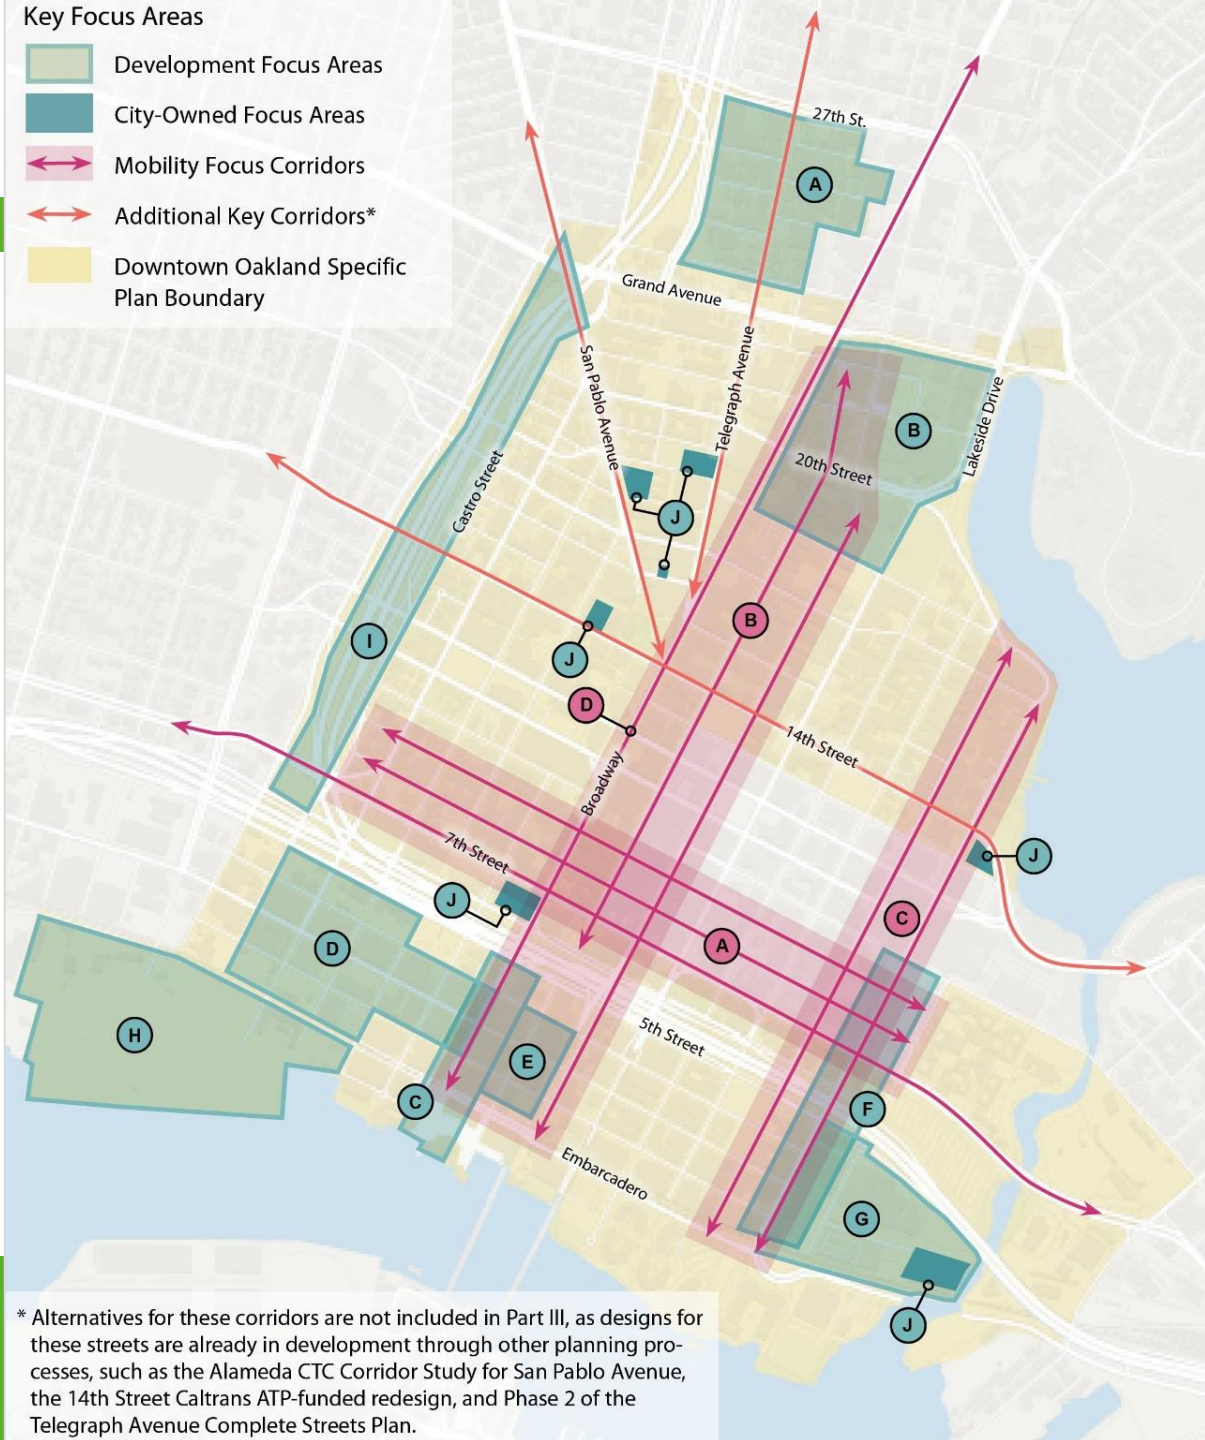 Key Focus Areas
Development Focus Areas
City-Owned Focus Areas
Mobility Focus Corridors
Additional Key Corridors*
Downtown Oakland Specific
Plan Boundary
27th St.
A
Grand Avenue
San Pablo Avenue
Telegraph Avenue
Lakeside Drive
B
20th Street
Castro Street
J
B
I
J
D
14th Street
Broadway
7th Street
J
J
C
A
D
H
5th Street
E
C
F
Embarcadero
G
J
* Alternatives for these corridors are not included in Part III, as designs for
these streets are already in development through other planning pro-
cesses, such as the Alameda CTC Corridor Study for San Pablo Avenue,
the 14th Street Caltrans ATP-funded redesign, and Phase 2 of the
Telegraph Avenue Complete Streets Plan.